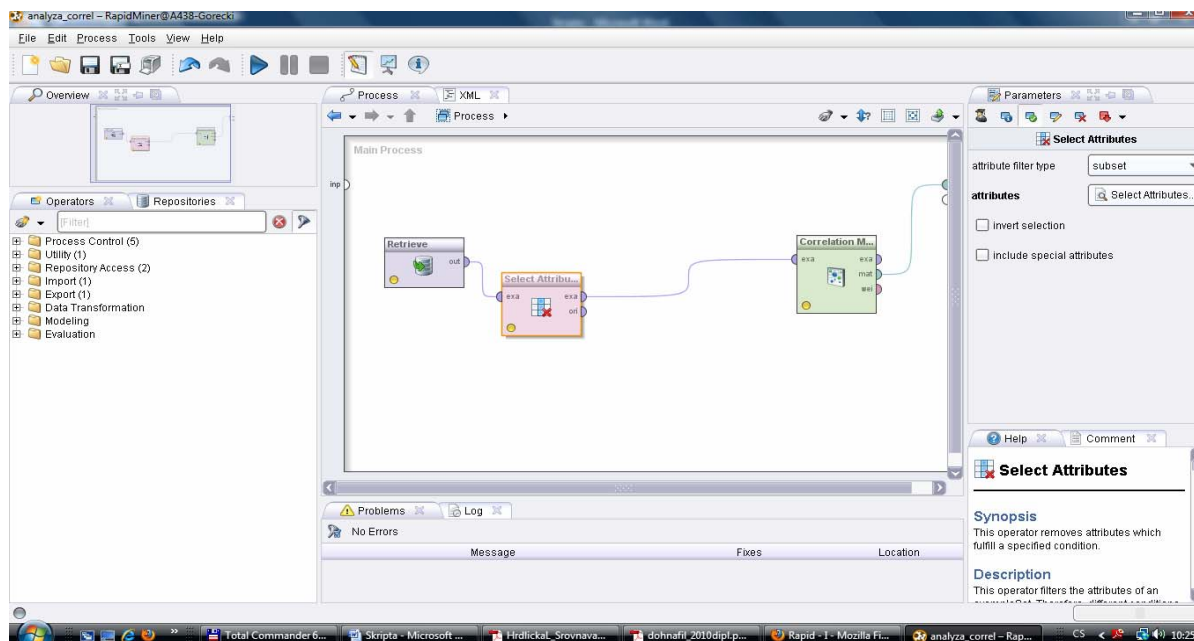 analyza_correl – RapidMiner@A438-Gorecki
File Edit Process Tools View Help
Overview
Process XML
Parameters
Process
Select Attributes
Main Process
attribute filter type subset
inp
Operators Repositories
attributes Select Attributes...
[Filter]
invert selection
Process Control (5)
Utility (1)
Repository Access (2)
Import (1)
Export (1)
Data Transformation
Modeling
Evaluation
include special attributes
Retrieve
out
Select Attribu...
exa exa
ori
Correlation M...
exa exa
mat
wei
Help Comment
Select Attributes
Problems Log
No Errors
Message Fixes Location
Synopsis
This operator removes attributes which
fulfill a specified condition.
Description
This operator filters the attributes of an
Total Commander 6... Skripta - Microsoft ... HrdlickaL_Srovnava... dohnafil_2010dipl.p... Rapid - I - Mozilla Fi... analyza_correl – Rap... CS 10:25